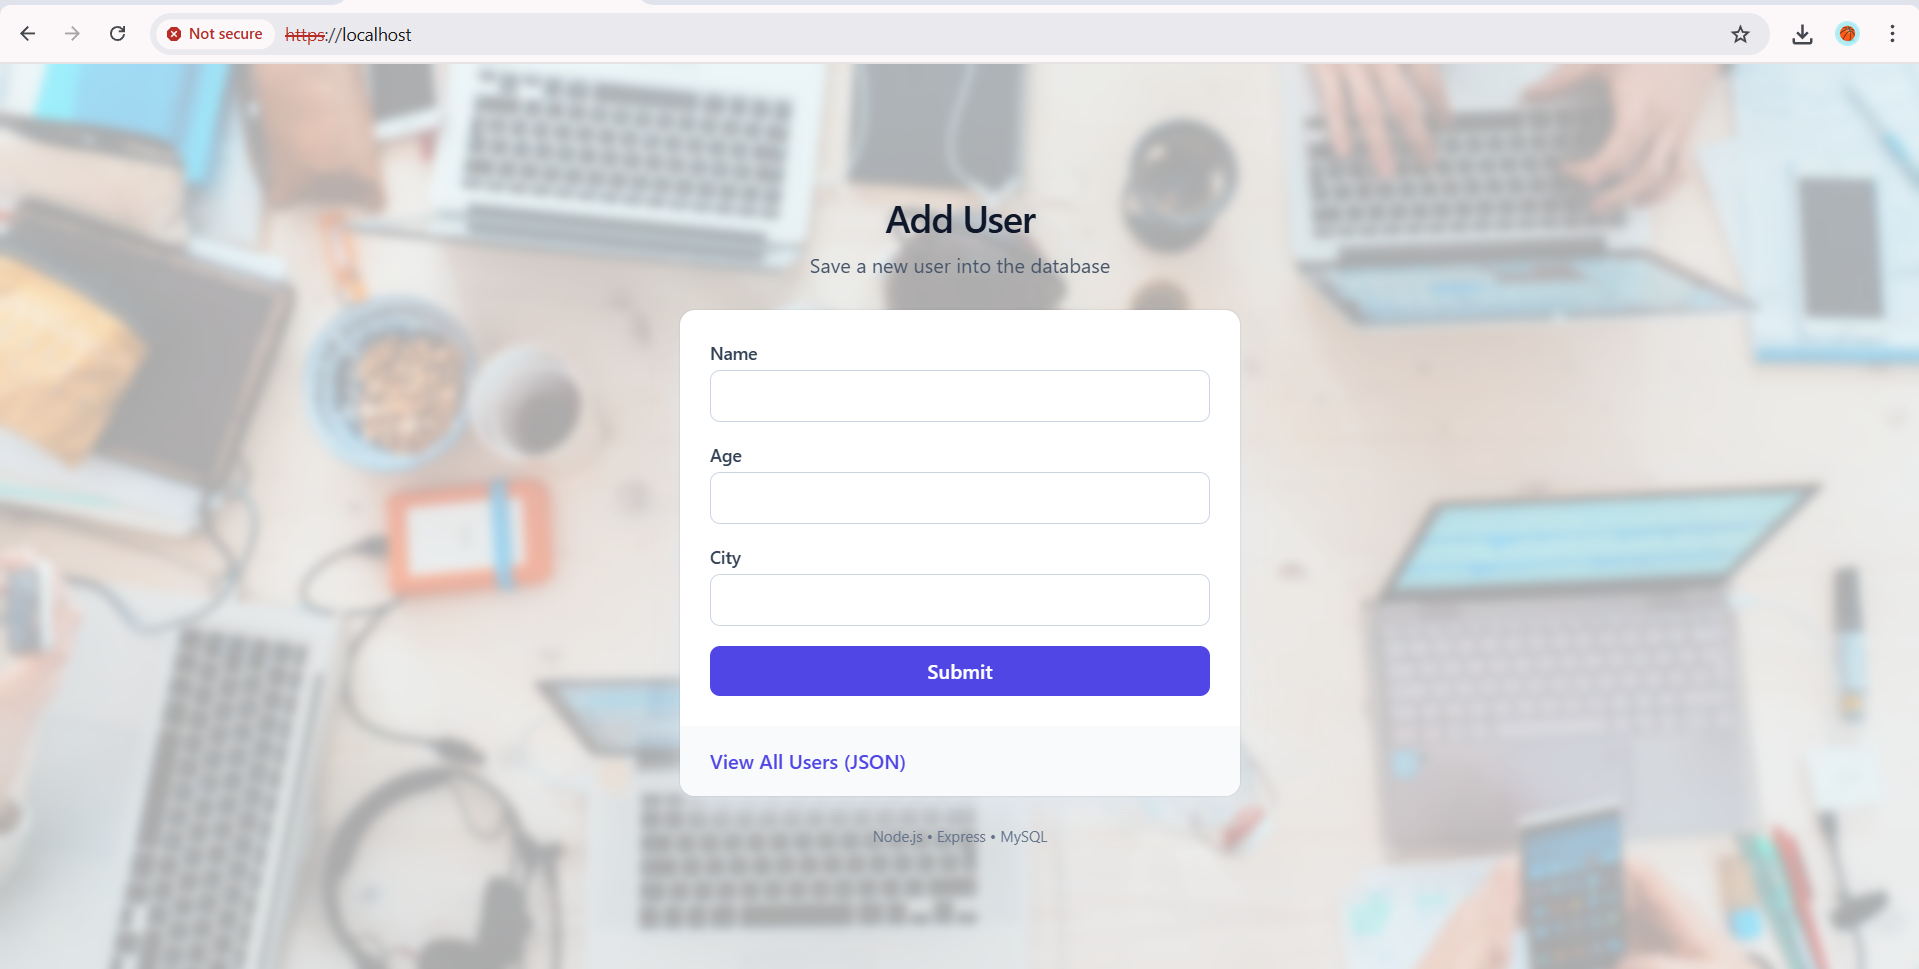 Not secure https://localhost
Add User
Save a new user into the database
Name
Age
City
Submit
View All Users (JSON)
Node.js • Express • MySQL